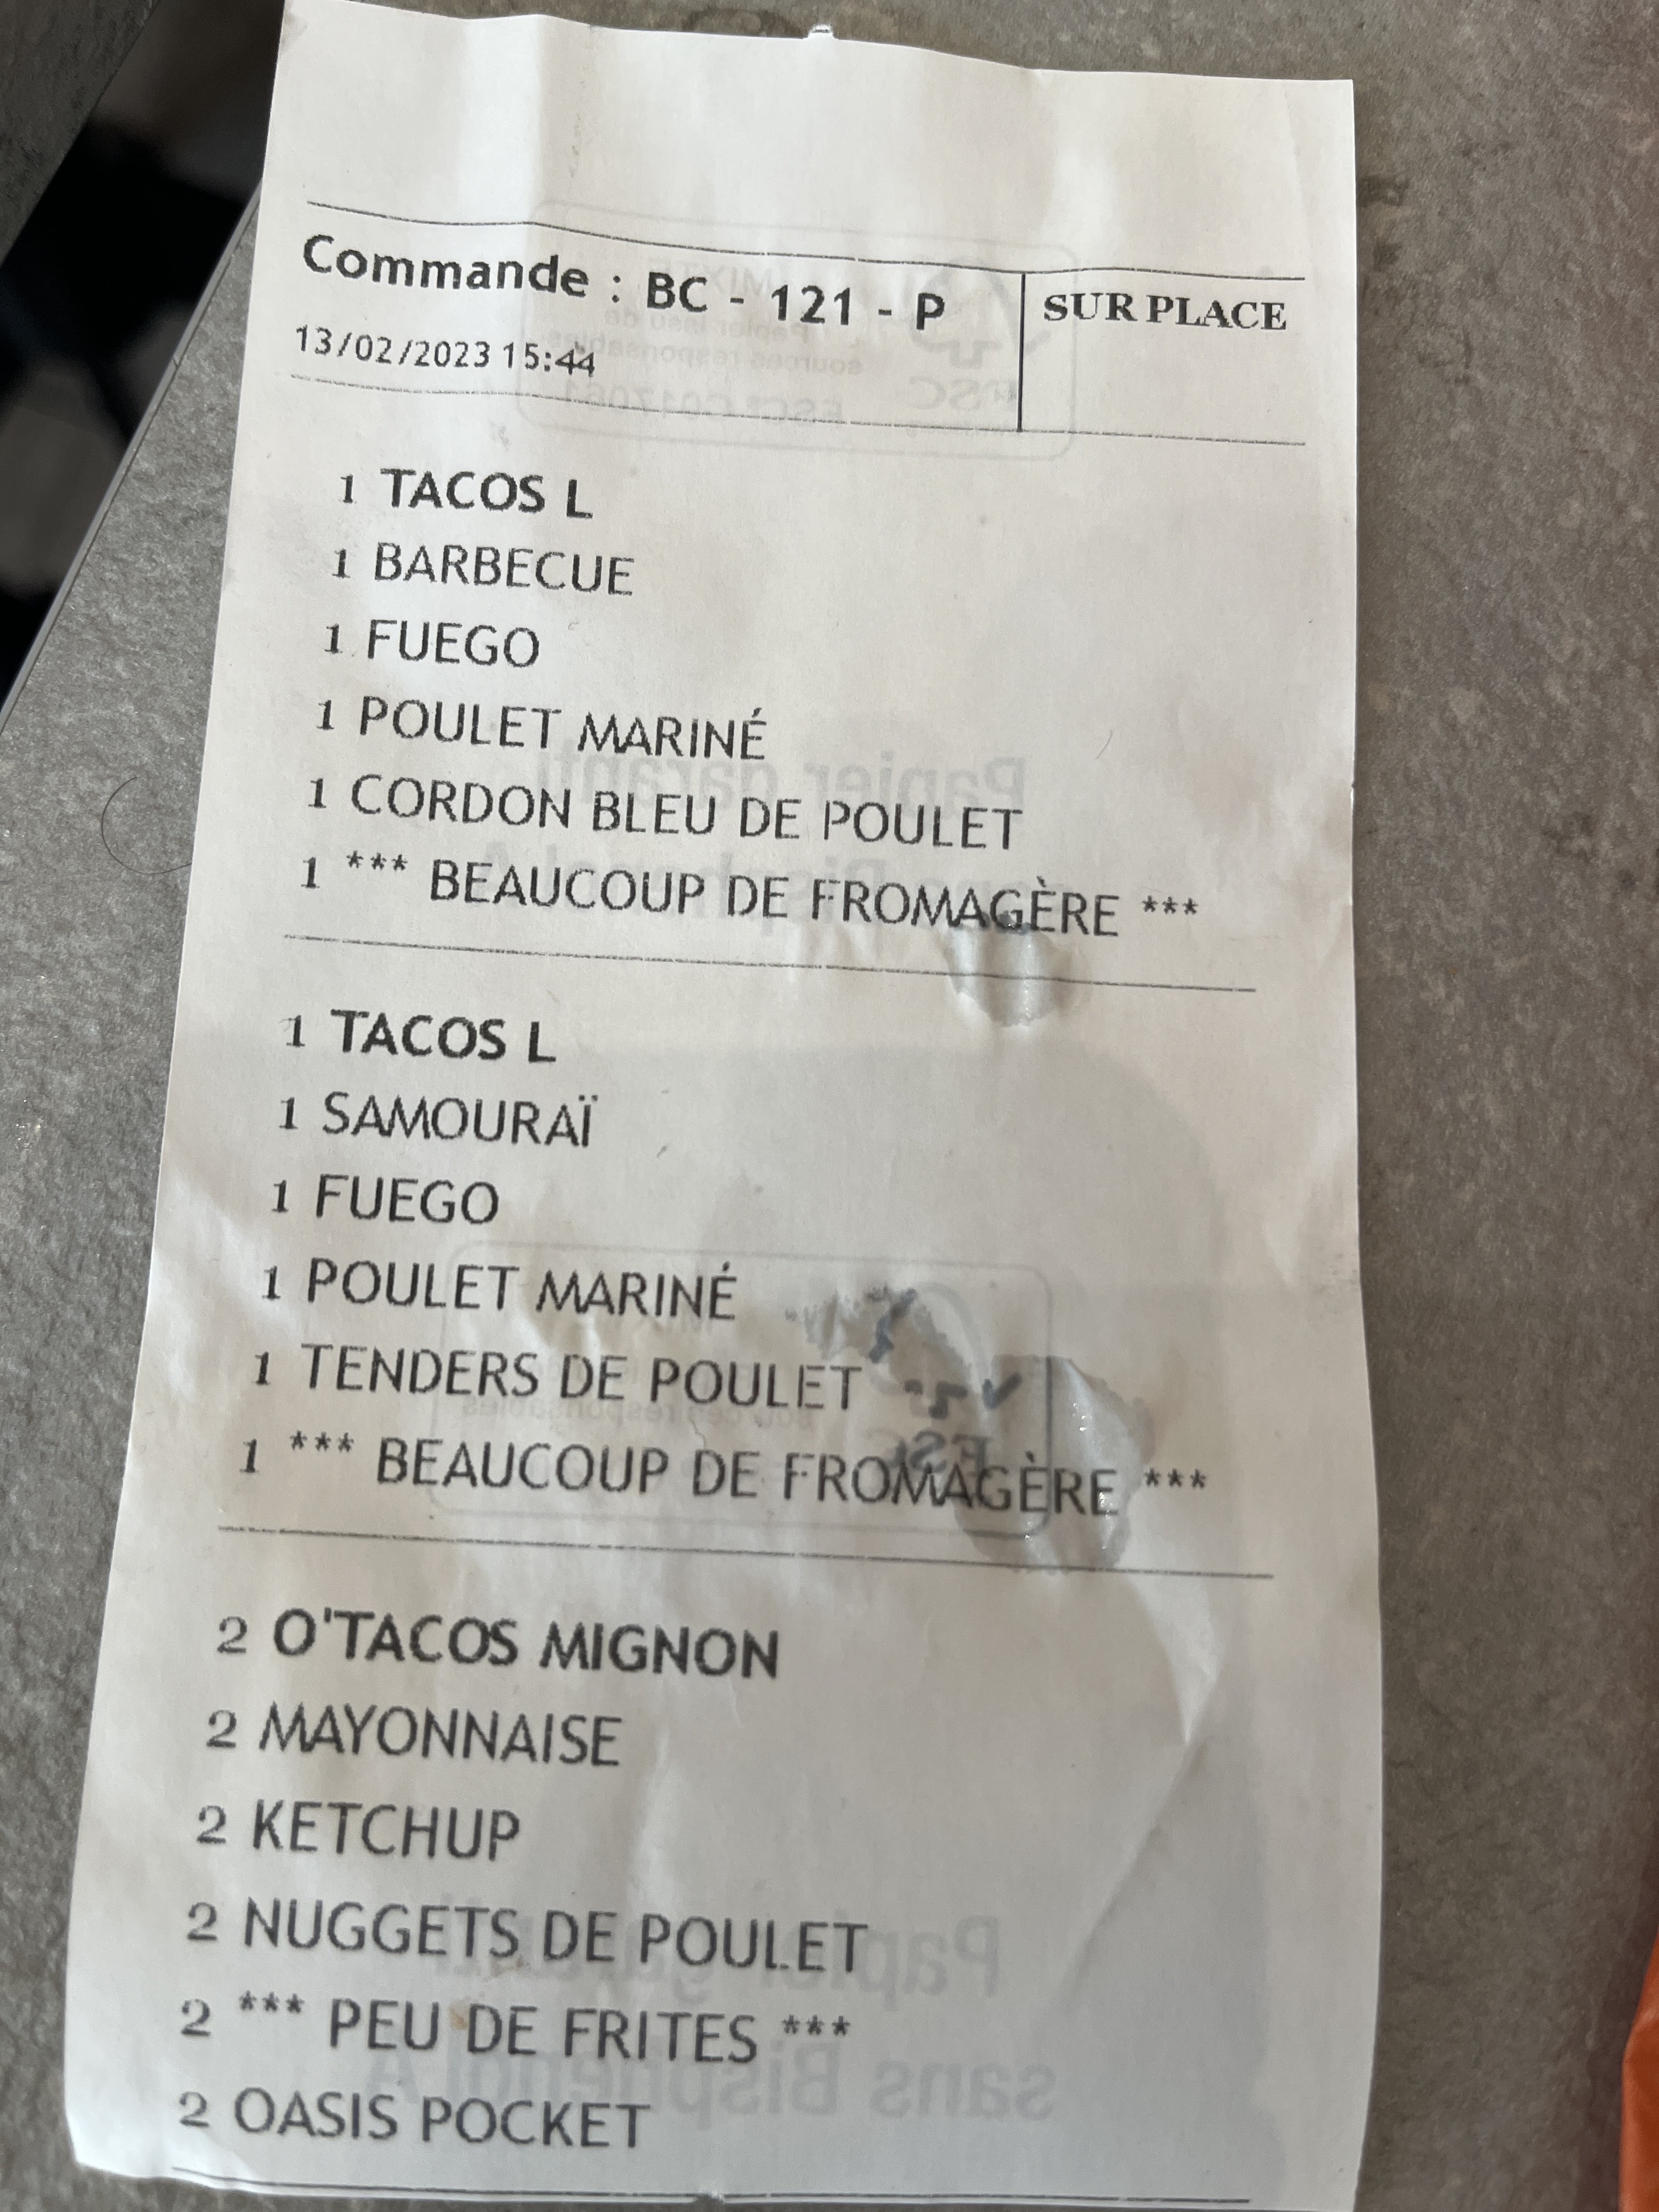 Commande : BC - 121 - P
SUR PLACE
13/02/2023 15:44
1 TACOS L
1 BARBECUE
1 FUEGO
1 POULET MARINÉ
1 CORDON BLEU DE POULET
1 *** BEAUCOUP DE FROMAGÈRE ***
1 TACOS L
1 SAMOURAÏ
1 FUEGO
1 POULET MARINÉ
1 TENDERS DE POULET
1 *** BEAUCOUP DE FROMAGÈRE ***
2 O'TACOS MIGNON
2 MAYONNAISE
2 KETCHUP
2 NUGGETS DE POULET
2 *** PEU DE FRITES ***
2 OASIS POCKET